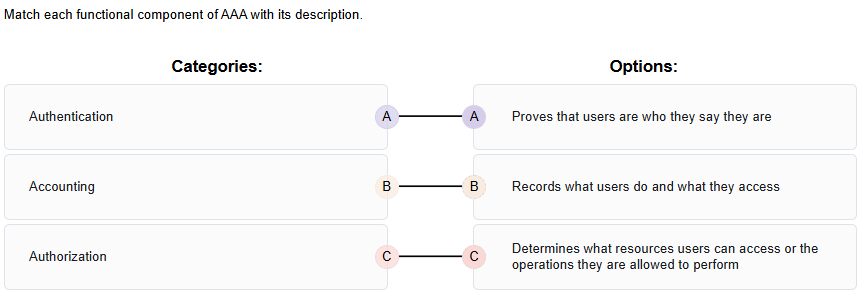 Match each functional component of AAA with its description.
Categories:
Options:
Authentication
A
A
Proves that users are who they say they are
Accounting
B
B
Records what users do and what they access
Authorization
C
C
Determines what resources users can access or the
operations they are allowed to perform